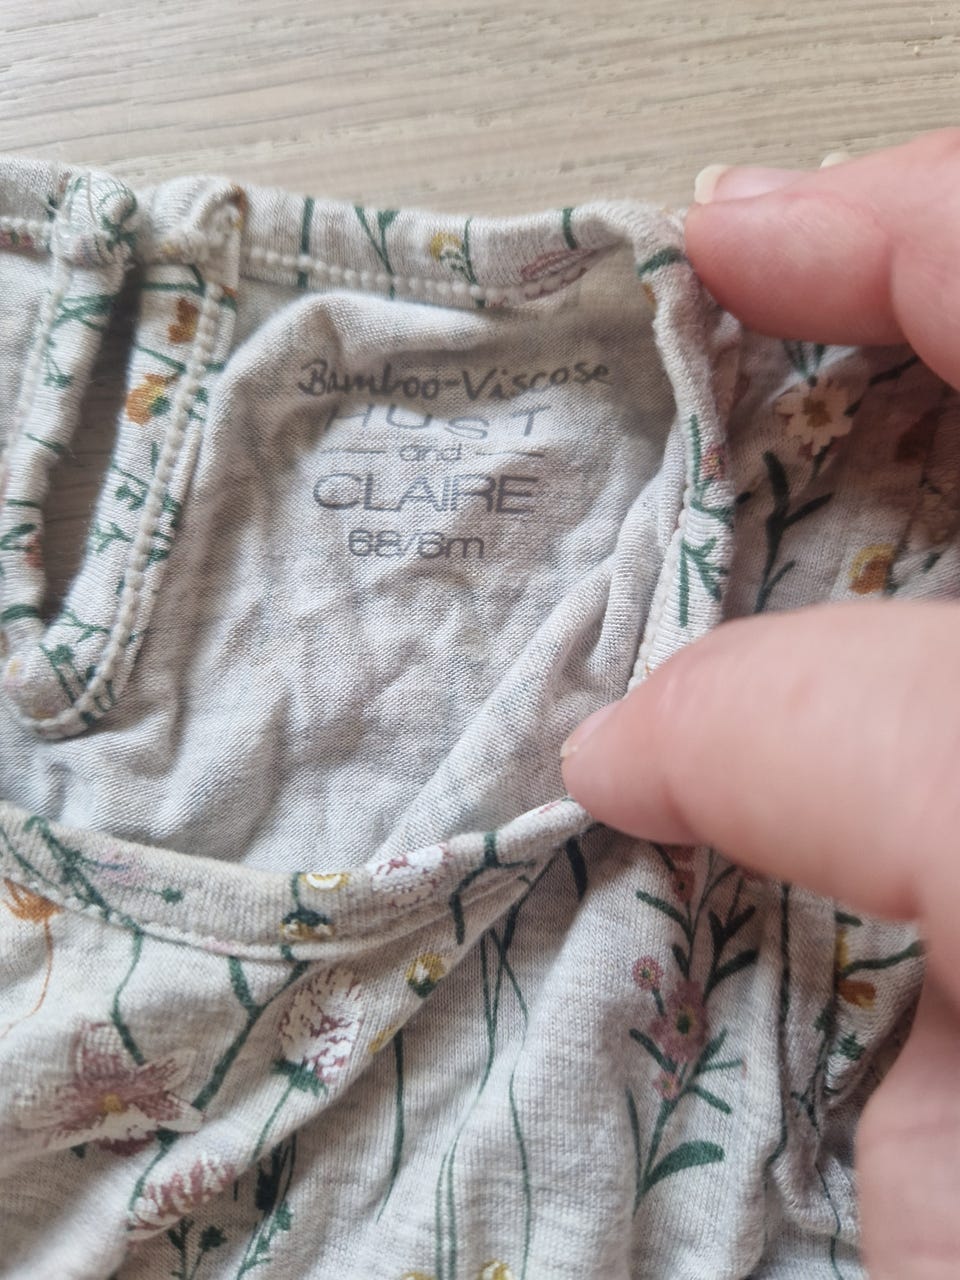 Bamboo-Viscose
HUST
and
CLAIRE
68/6m